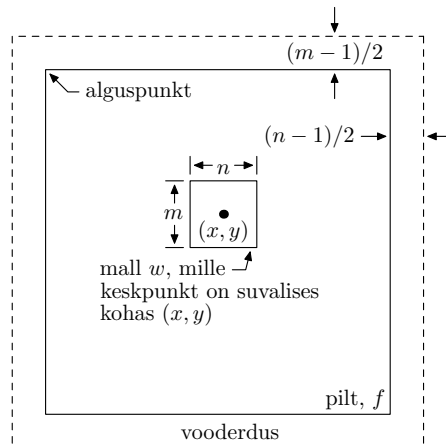 (m − 1)/2
alguspunkt
(n − 1)/2
n
m
(x, y)
mall w, mille
keskpunkt on suvalises
kohas (x, y)
pilt, f
vooderdus